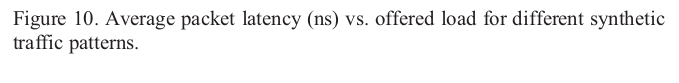 Figure 10. Average packet latency (ns) vs. offered load for different synthetic
traffic patterns.